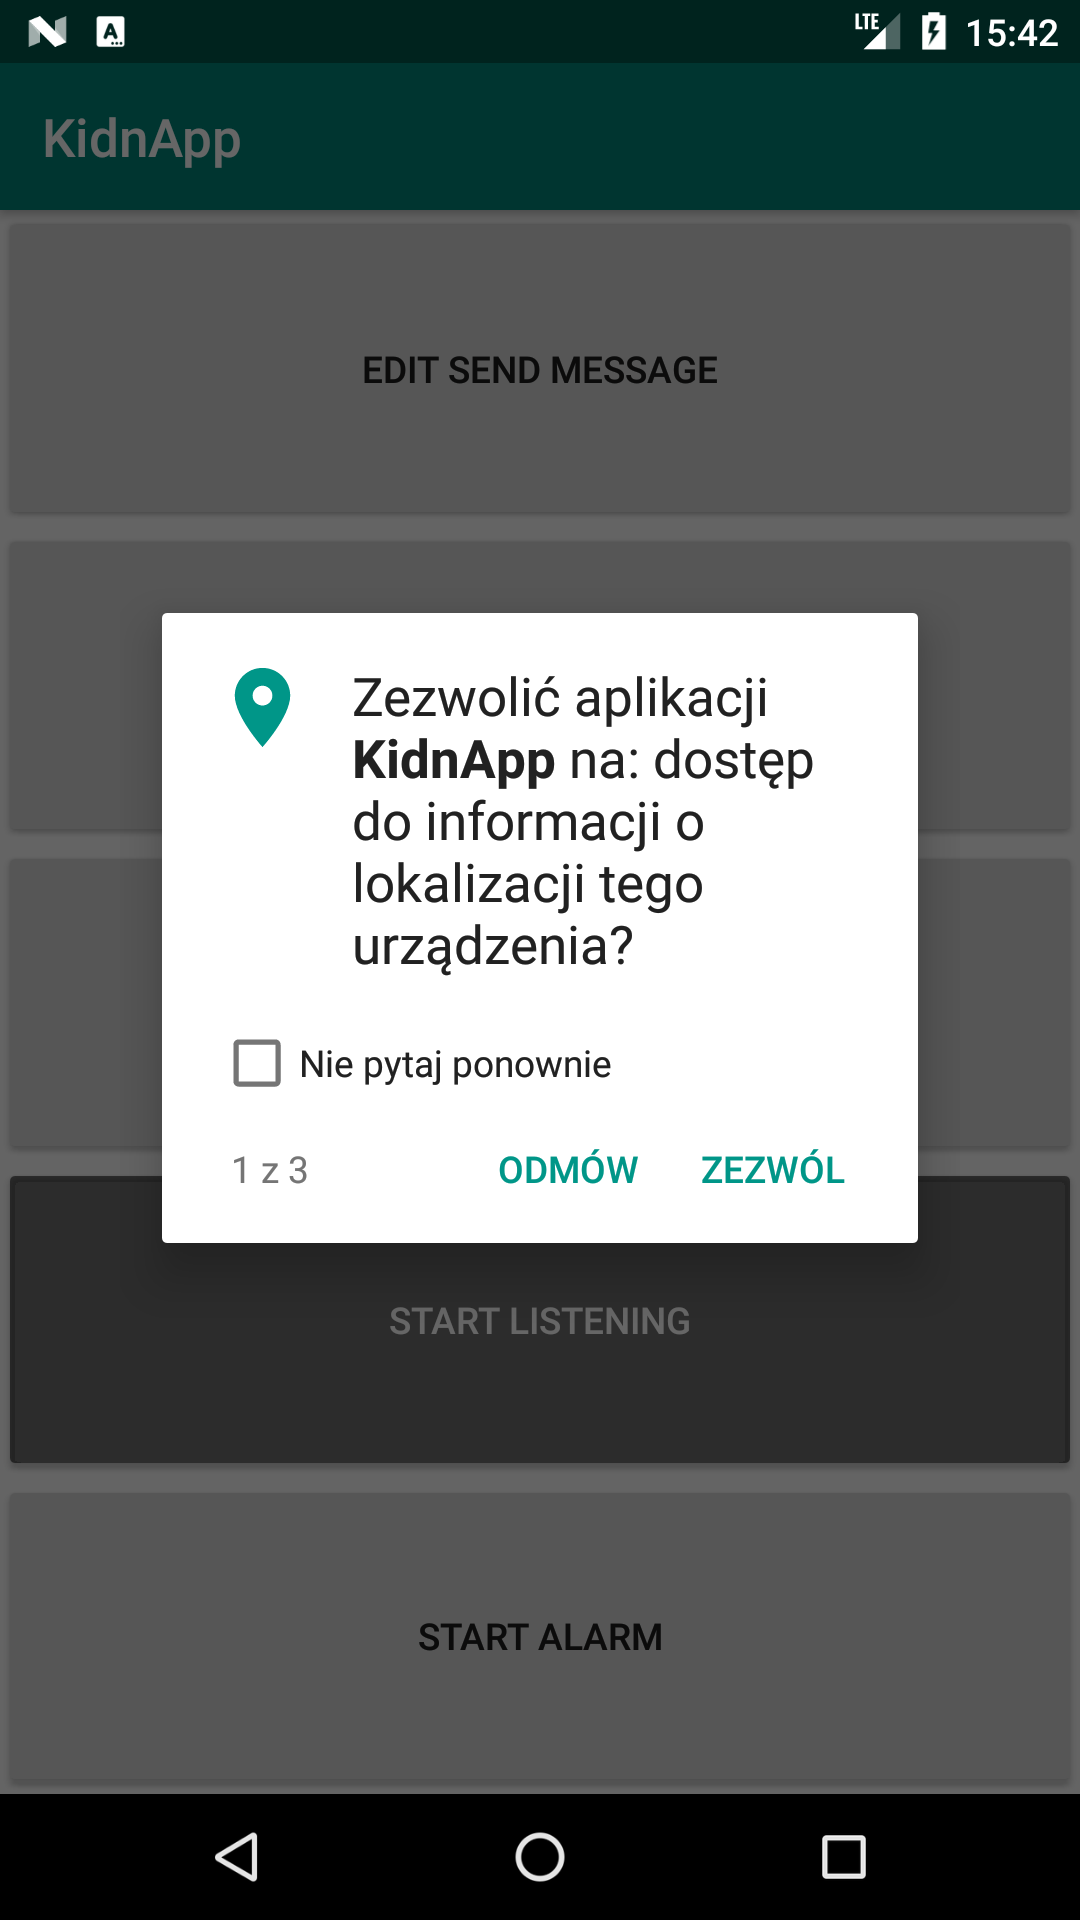 LTE 15:42
KidnApp
EDIT SEND MESSAGE
Zezwolić aplikacji
KidnApp na: dostęp
do informacji o
lokalizacji tego
urządzenia?
Nie pytaj ponownie
1 z 3 ODMÓW ZEZWÓL
START LISTENING
START ALARM